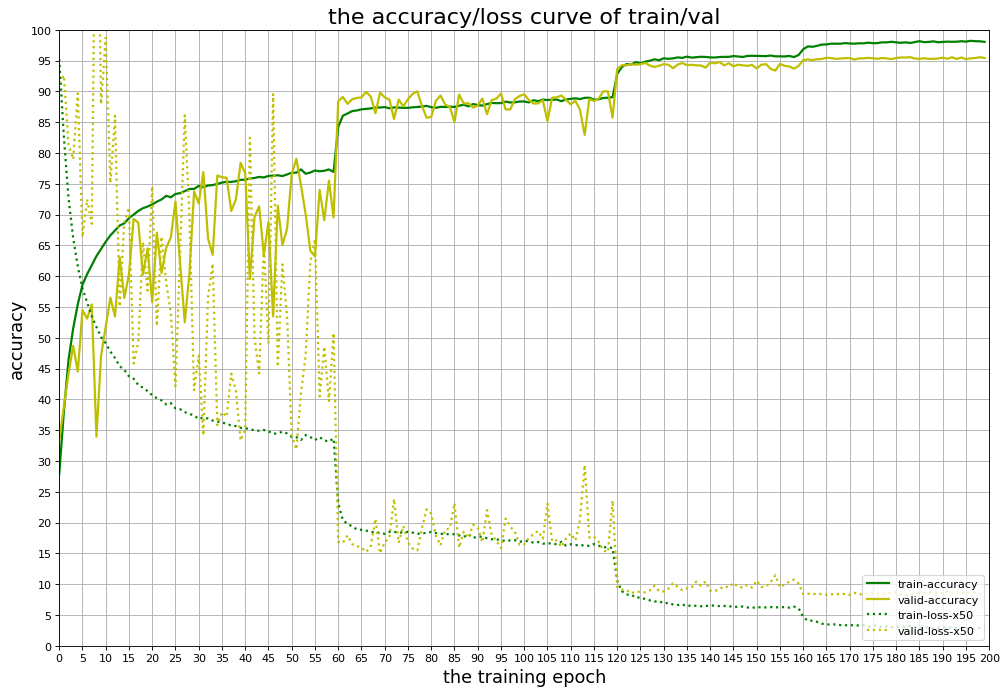 the accuracy/loss curve of train/val
100
95
90
85
80
75
70
65
60
55
50
45
40
35
30
25
20
15
10
5
0
accuracy
train-accuracy
valid-accuracy
train-loss-x50
valid-loss-x50
0 5 10 15 20 25 30 35 40 45 50 55 60 65 70 75 80 85 90 95 100 105 110 115 120 125 130 135 140 145 150 155 160 165 170 175 180 185 190 195 200
the training epoch